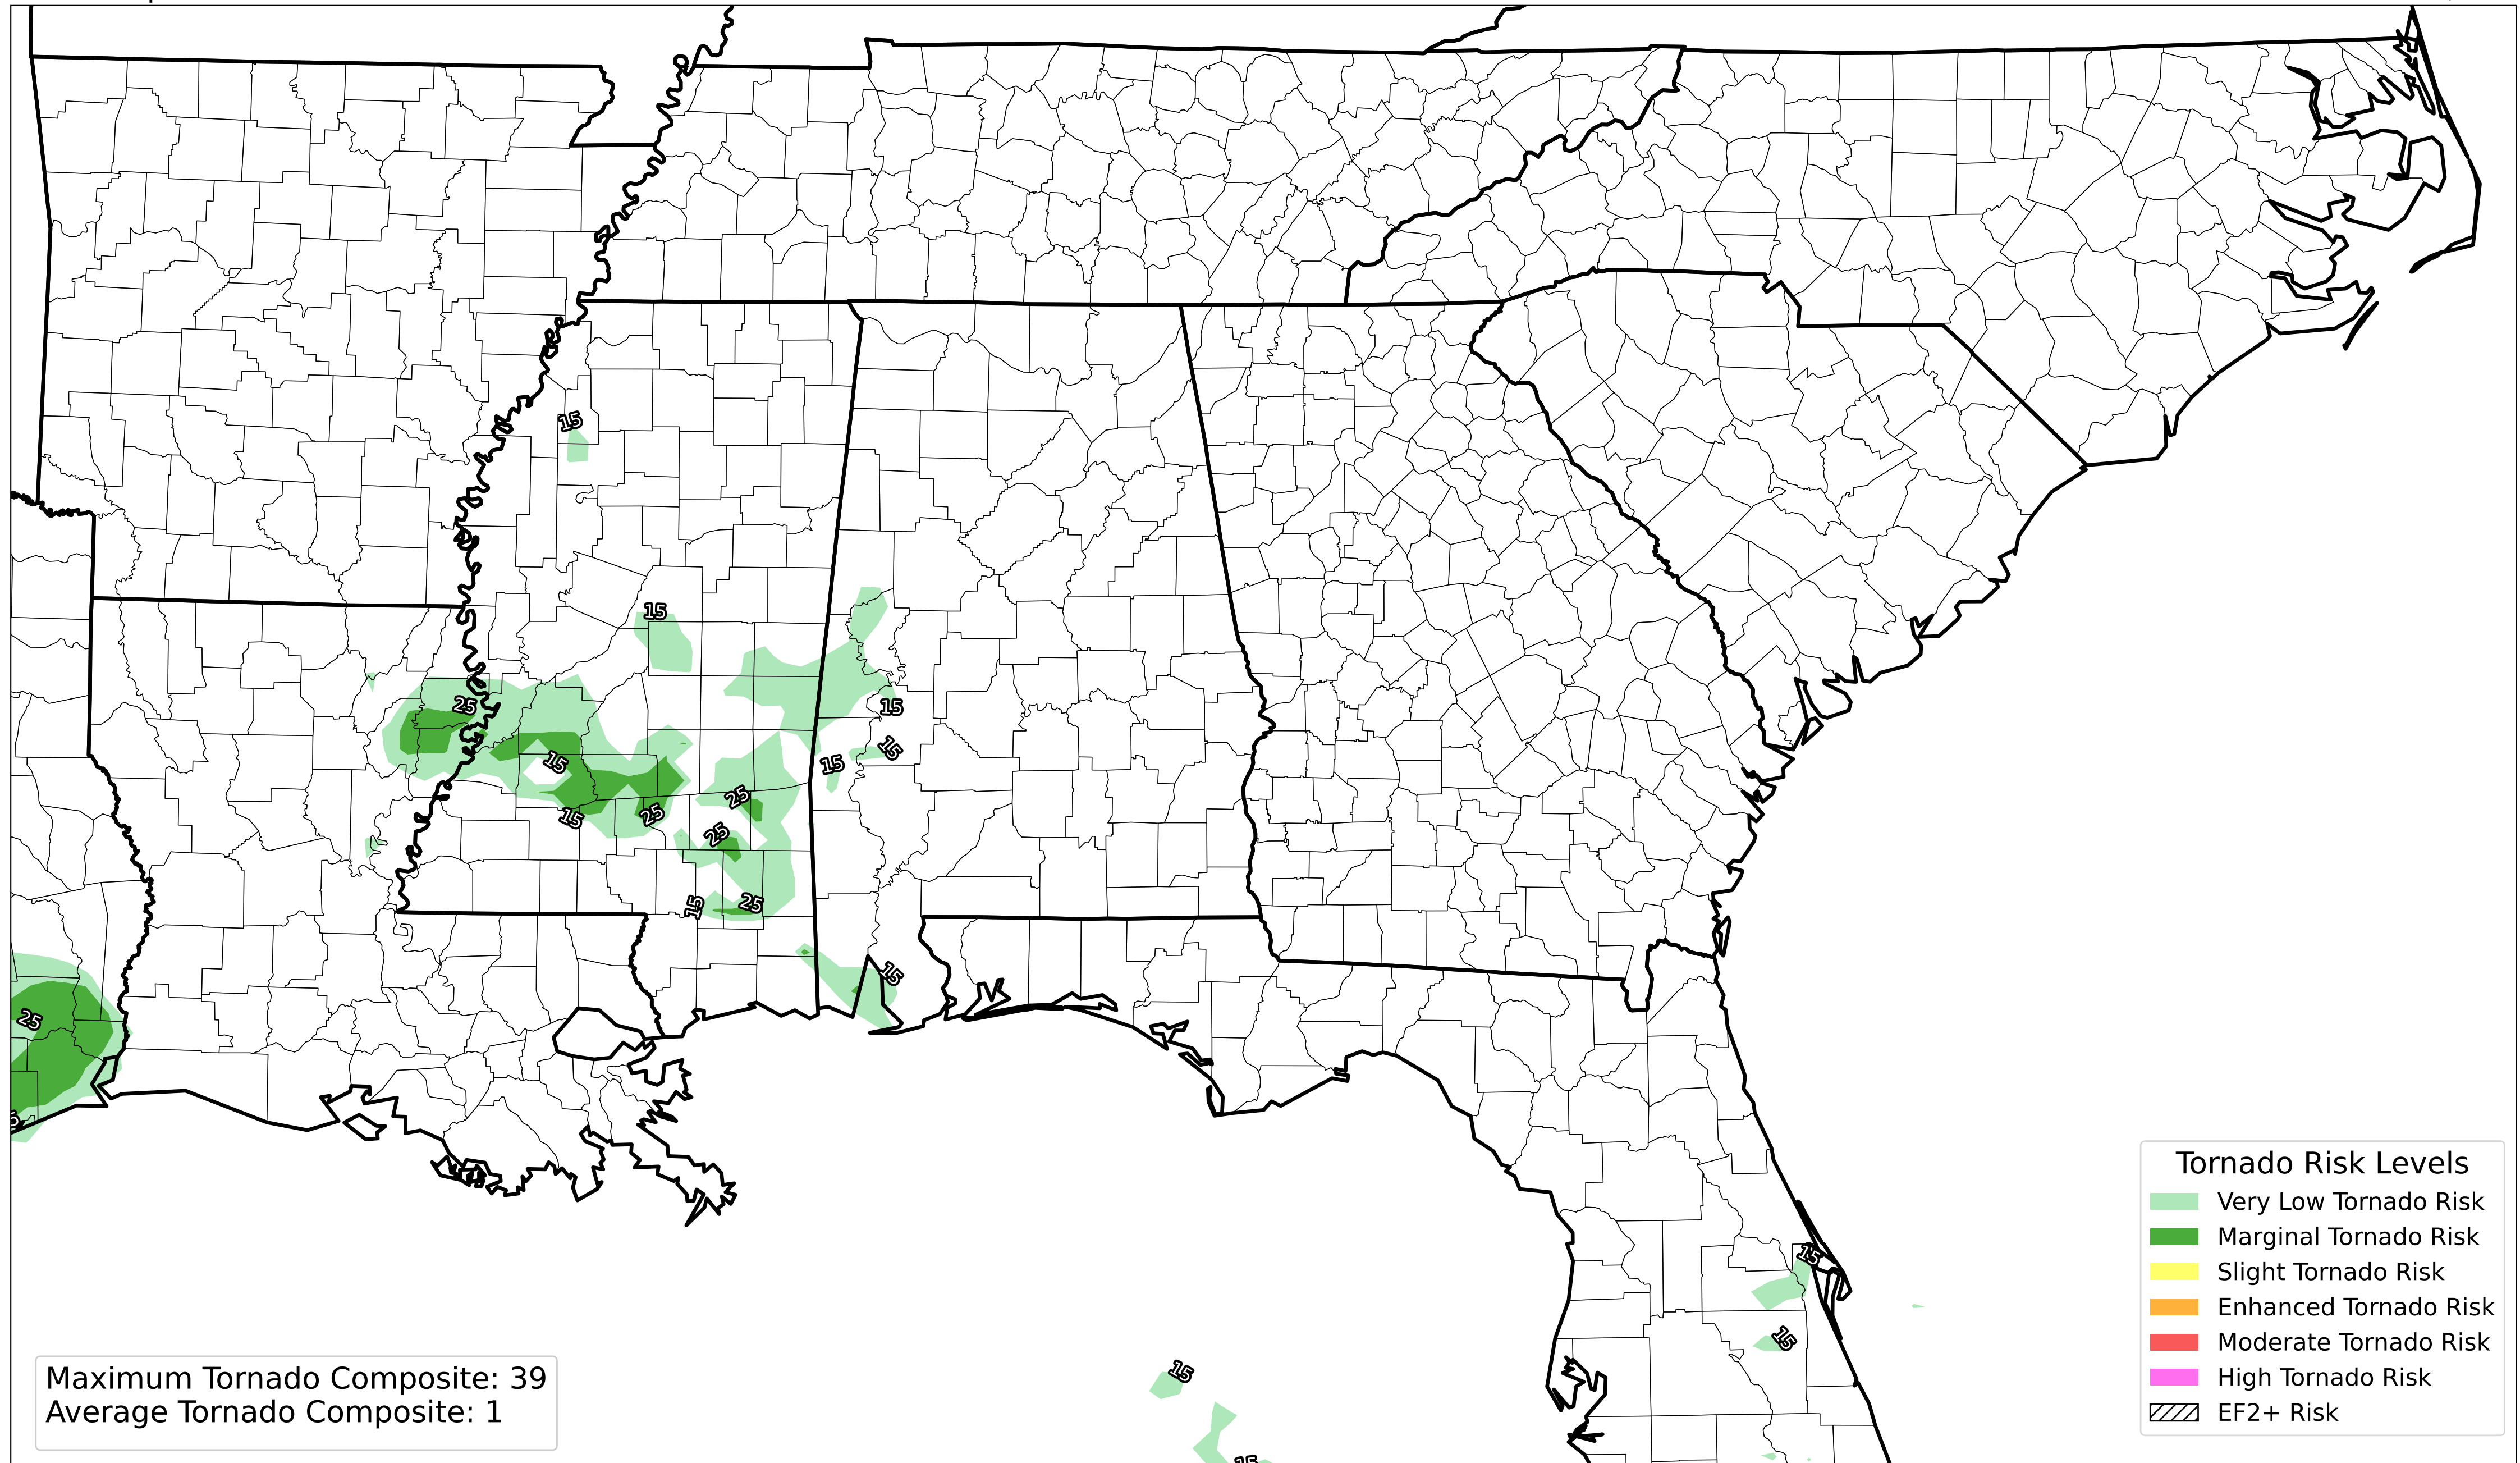 15
15
25
15
15
15
15
25
15
25
25
15
25
15
25
15
15
15
15
Tornado Risk Levels
Very Low Tornado Risk
Marginal Tornado Risk
Slight Tornado Risk
Enhanced Tornado Risk
Moderate Tornado Risk
High Tornado Risk
EF2+ Risk
Maximum Tornado Composite: 39
Average Tornado Composite: 1